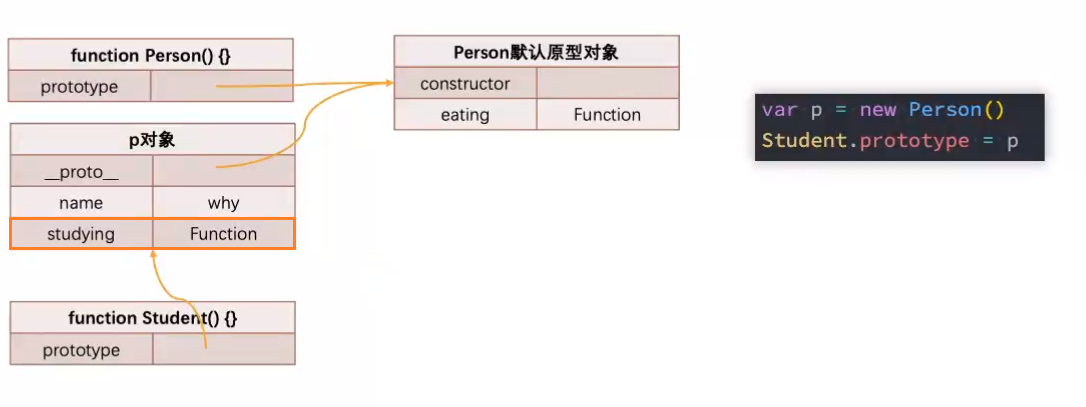 function Person() {}
prototype
Person默认原型对象
constructor
eating Function
var p = new Person()
Student.prototype = p
p对象
__proto__
name why
studying Function
function Student() {}
prototype